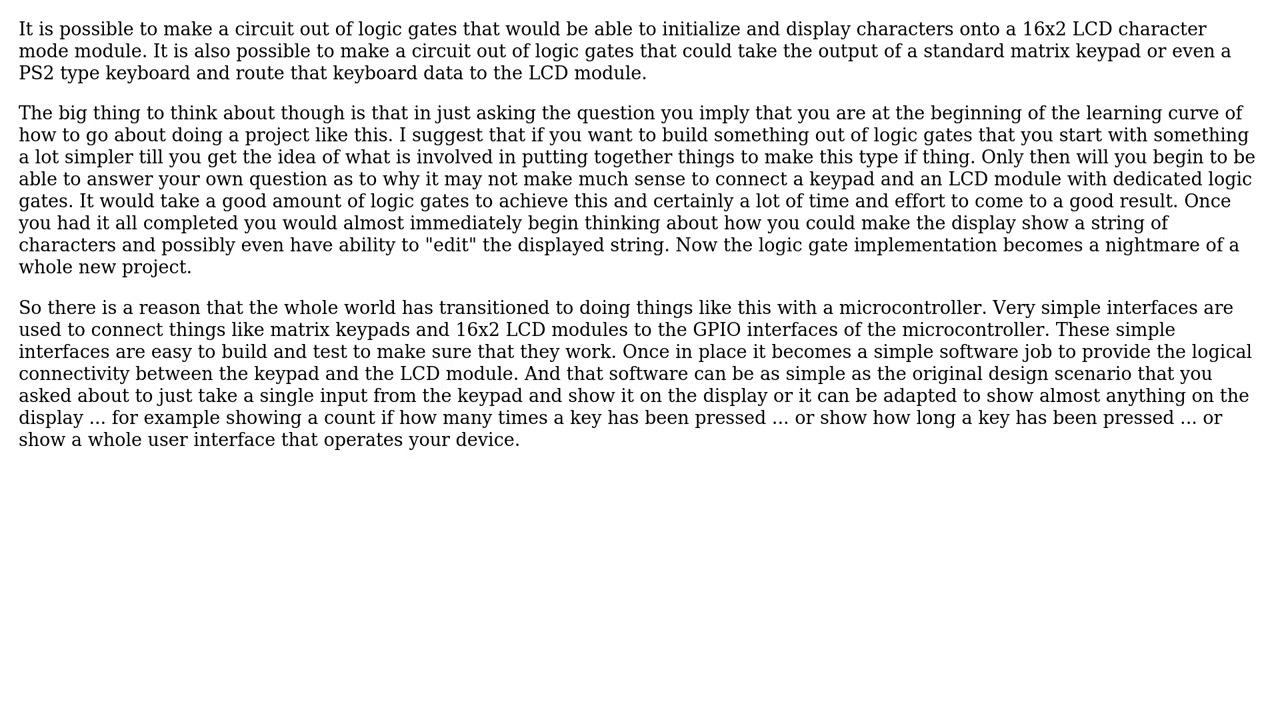 It is possible to make a circuit out of logic gates that would be able to initialize and display characters onto a 16x2 LCD character
mode module. It is also possible to make a circuit out of logic gates that could take the output of a standard matrix keypad or even a
PS2 type keyboard and route that keyboard data to the LCD module.
The big thing to think about though is that in just asking the question you imply that you are at the beginning of the learning curve of
how to go about doing a project like this. I suggest that if you want to build something out of logic gates that you start with something
a lot simpler till you get the idea of what is involved in putting together things to make this type if thing. Only then will you begin to be
able to answer your own question as to why it may not make much sense to connect a keypad and an LCD module with dedicated logic
gates. It would take a good amount of logic gates to achieve this and certainly a lot of time and effort to come to a good result. Once
you had it all completed you would almost immediately begin thinking about how you could make the display show a string of
characters and possibly even have ability to "edit" the displayed string. Now the logic gate implementation becomes a nightmare of a
whole new project.
So there is a reason that the whole world has transitioned to doing things like this with a microcontroller. Very simple interfaces are
used to connect things like matrix keypads and 16x2 LCD modules to the GPIO interfaces of the microcontroller. These simple
interfaces are easy to build and test to make sure that they work. Once in place it becomes a simple software job to provide the logical
connectivity between the keypad and the LCD module. And that software can be as simple as the original design scenario that you
asked about to just take a single input from the keypad and show it on the display or it can be adapted to show almost anything on the
display ... for example showing a count if how many times a key has been pressed ... or show how long a key has been pressed ... or
show a whole user interface that operates your device.